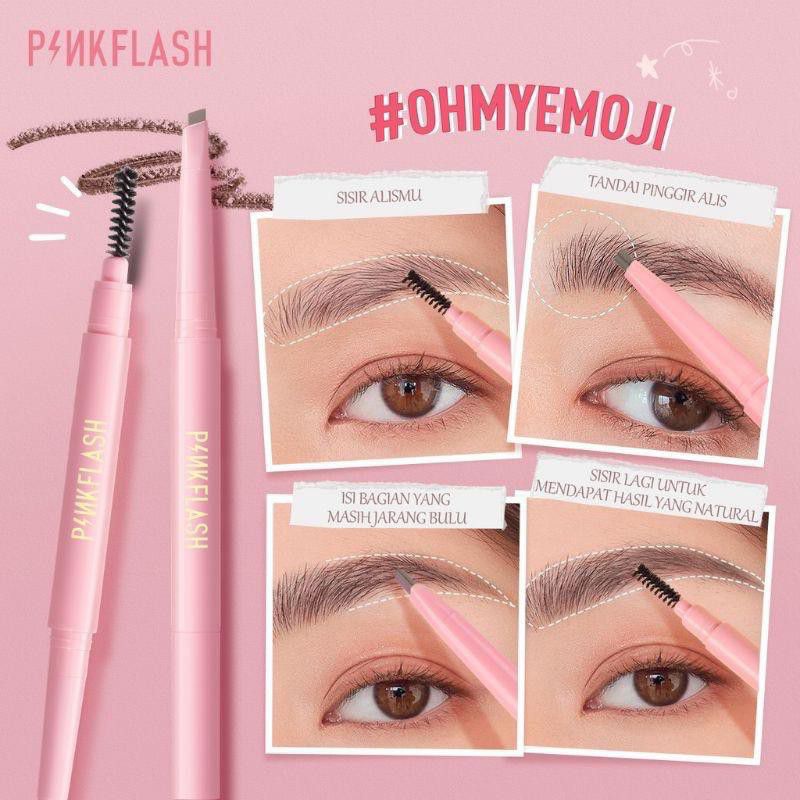 PINKFLASH
#OHMYEMOJI
SISIR ALISMU
TANDAI PINGGIR ALIS
ISI BAGIAN YANG
MASIH JARANG BULU
SISIR LAGI UNTUK
MENDAPAT HASIL YANG NATURAL
PINKFLASH
PINKFLASH